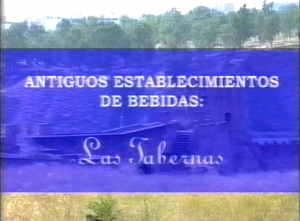 ANTIGUOS ESTABLECIMIENTOS
DE BEBIDAS:
Las Tabernas